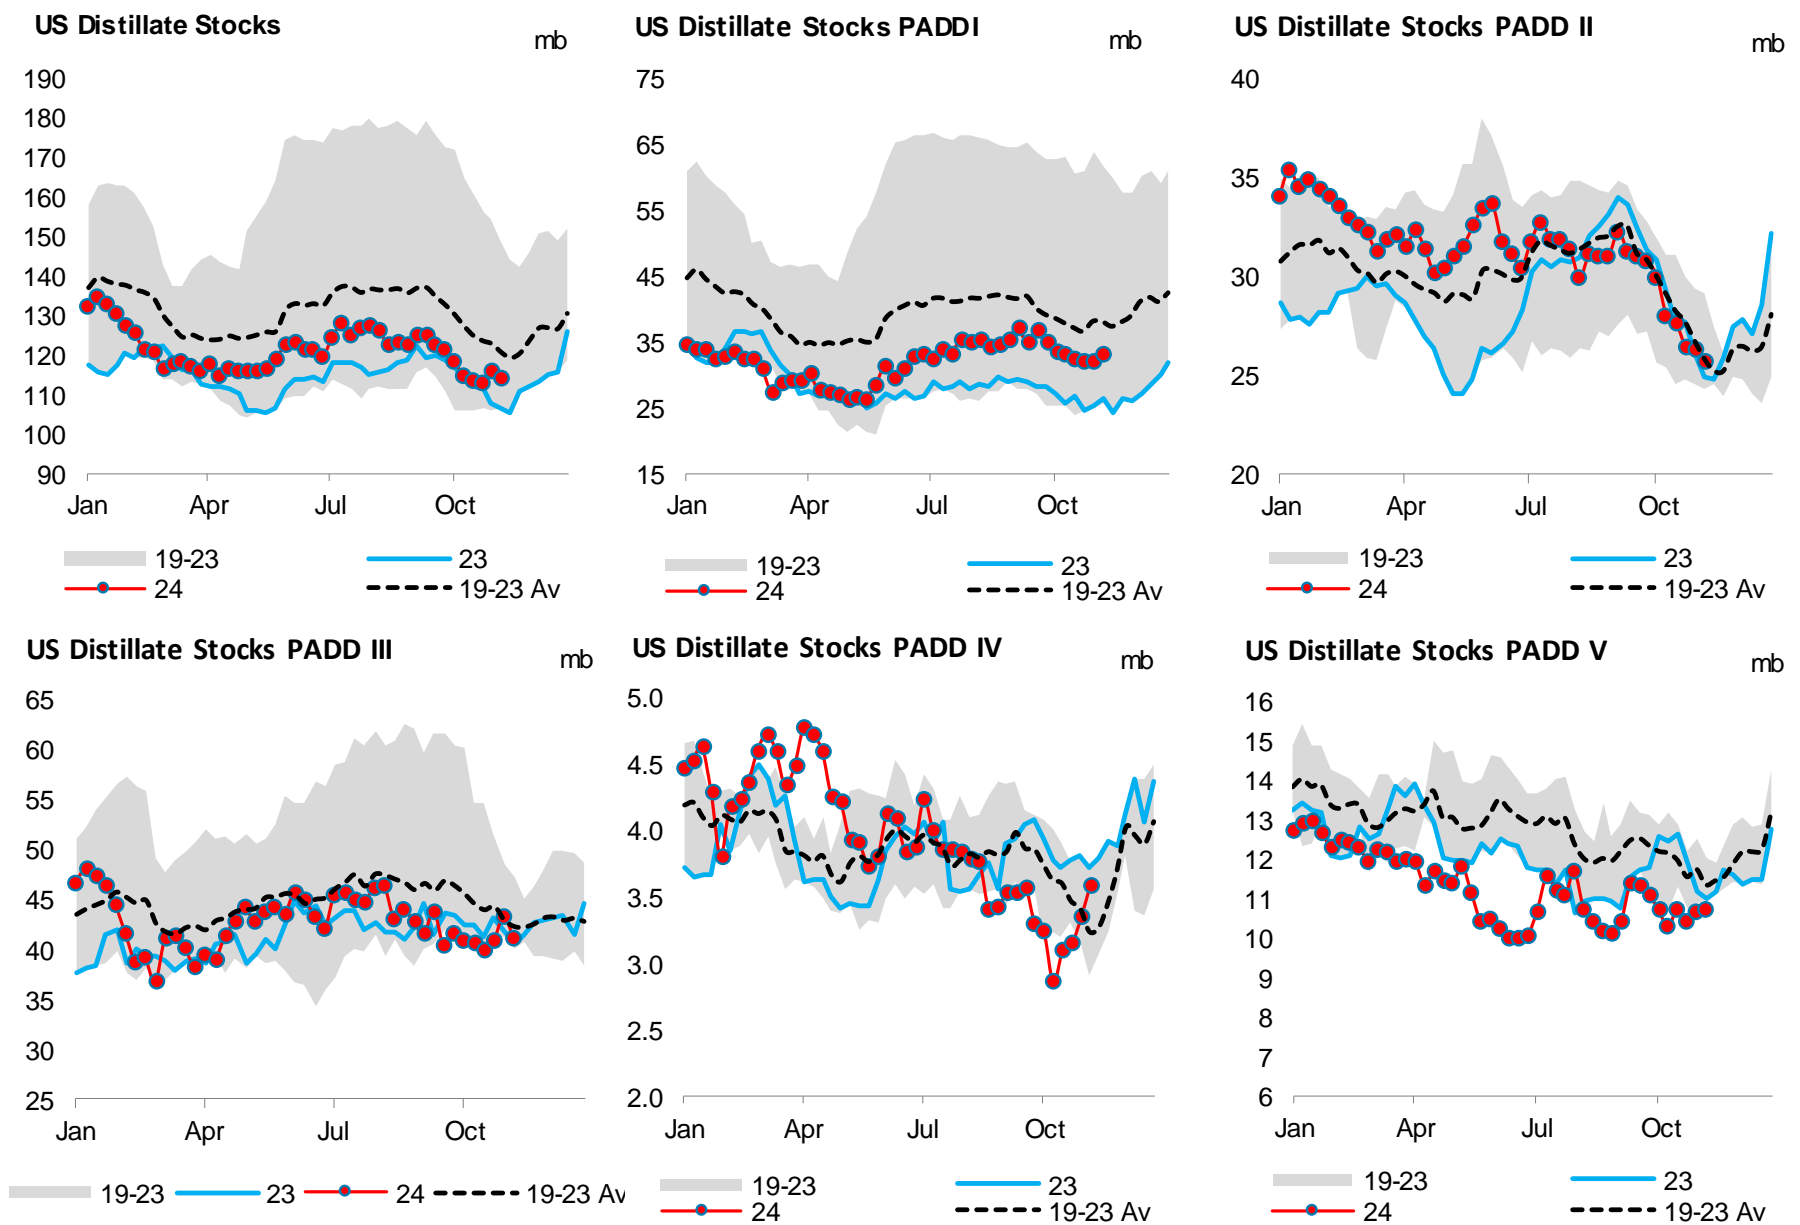 US Distillate Stocks
mb
190
180
170
160
150
140
130
120
110
100
90
Jan Apr Jul Oct
19-23 23
24 19-23 Av
US Distillate Stocks PADDI
mb
75
65
55
45
35
25
15
Jan Apr Jul Oct
19-23 23
24 19-23 Av
US Distillate Stocks PADD II
mb
40
35
30
25
20
Jan Apr Jul Oct
19-23 23
24 19-23 Av
US Distillate Stocks PADD III
mb
65
60
55
50
45
40
35
30
25
Jan Apr Jul Oct
19-23 23 24 19-23 Av
US Distillate Stocks PADD IV
mb
5.0
4.5
4.0
3.5
3.0
2.5
2.0
Jan Apr Jul Oct
19-23 23
24 19-23 Av
US Distillate Stocks PADD V
mb
16
15
14
13
12
11
10
9
8
7
6
Jan Apr Jul Oct
19-23 23
24 19-23 Av